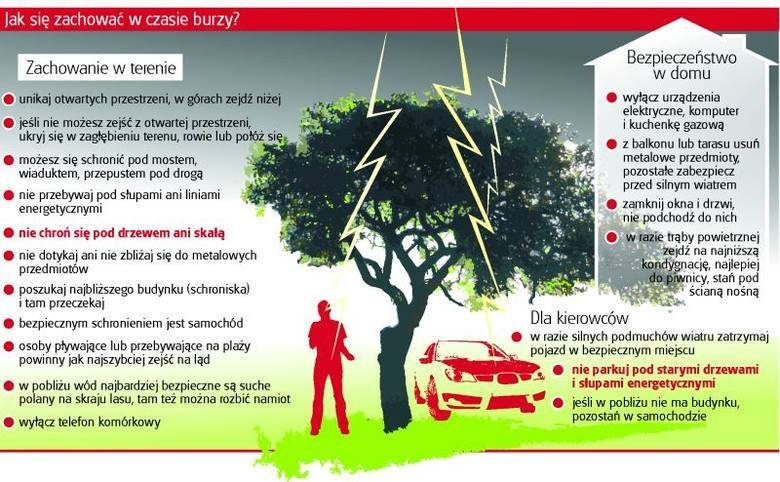 Jak się zachować w czasie burzy?
Zachowanie w terenie
unikaj otwartych przestrzeni, w górach zejdź niżej
jeśli nie możesz zejść z otwartej przestrzeni,
ukryj się w zagłębieniu terenu, rowie lub połóż się
możesz się schronić pod mostem,
wiaduktem, przepustem pod drogą
nie przebywaj pod słupami ani liniami
energetycznymi
nie chroń się pod drzewem ani skałą
nie dotykaj ani nie zbliżaj się do metalowych
przedmiotów
poszukaj najbliższego budynku (schroniska)
i tam przeczekaj
bezpiecznym schronieniem jest samochód
osoby pływające lub przebywające na plaży
powinny jak najszybciej zejść na ląd
w pobliżu wód najbardziej bezpieczne są suche
polany na skraju lasu, tam też można rozbić namiot
wyłącz telefon komórkowy
Bezpieczeństwo
w domu
wyłącz urządzenia
elektryczne, komputer
i kuchenkę gazową
z balkonu lub tarasu usuń
metalowe przedmioty,
pozostałe zabezpiecz
przed silnym wiatrem
zamknij okna i drzwi,
nie podchodź do nich
w razie trąby powietrznej
zejdź na najniższą
kondygnację, najlepiej
do piwnicy, stań pod
ścianą nośną
Dla kierowców
w razie silnych podmuchów wiatru zatrzymaj
pojazd w bezpiecznym miejscu
nie parkuj pod starymi drzewami
i słupami energetycznymi
jeśli w pobliżu nie ma budynku,
pozostań w samochodzie